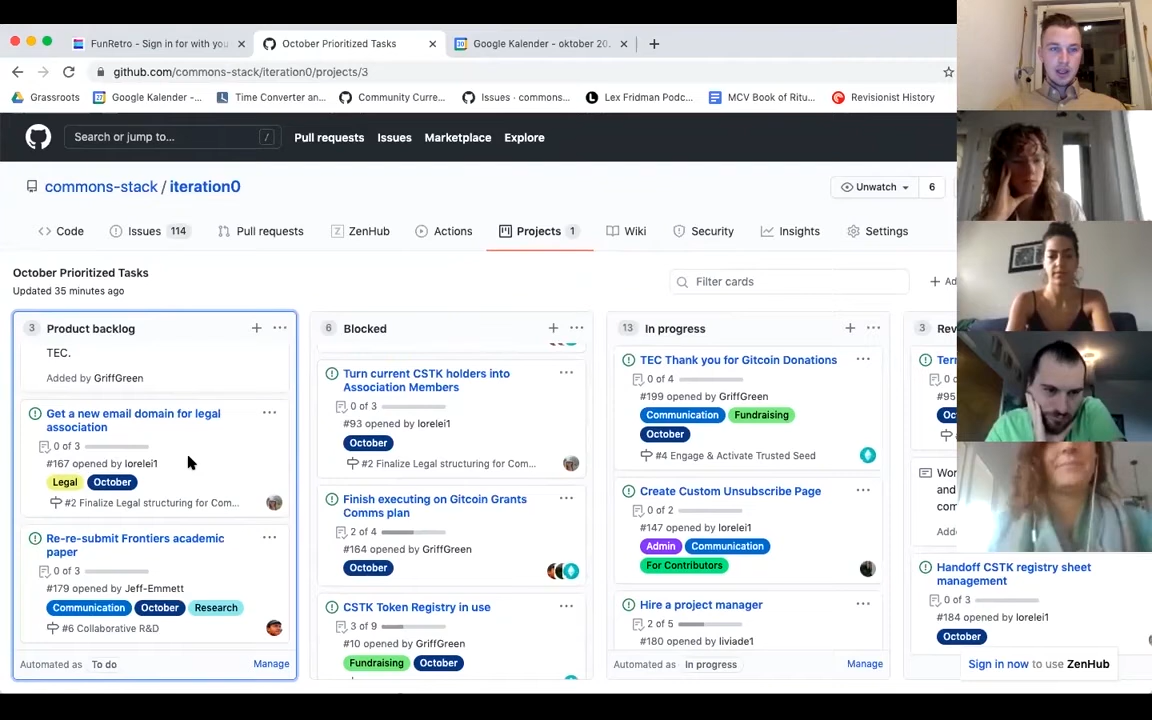 FunRetro - Sign in for with you
October Prioritized Tasks
Google Kalender - oktober 20.
github.com/commons-stack/iteration0/projects/3
Grassroots
Google Kalender -...
Time Converter an...
Community Curre...
Issues · commons...
Lex Fridman Podc...
MCV Book of Ritu...
Revisionist History
Search or jump to...
/
Pull requests
Issues
Marketplace
Explore
commons-stack / iteration0
Unwatch
6
Code
Issues 114
Pull requests
ZenHub
Actions
Projects 1
Wiki
Security
Insights
Settings
October Prioritized Tasks
Updated 35 minutes ago
Filter cards
+ Ad
3 Product backlog
TEC.
Added by GriffGreen
Get a new email domain for legal
association
0 of 3
#167 opened by lorelei1
Legal
October
#2 Finalize Legal structuring for Com...
Re-re-submit Frontiers academic
paper
0 of 3
#179 opened by Jeff-Emmett
Communication
October
Research
#6 Collaborative R&D
Automated as To do
Manage
6 Blocked
Turn current CSTK holders into
Association Members
0 of 3
#93 opened by lorelei1
October
#2 Finalize Legal structuring for Com...
Finish executing on Gitcoin Grants
Comms plan
2 of 4
#164 opened by GriffGreen
October
CSTK Token Registry in use
3 of 9
#10 opened by GriffGreen
Fundraising
October
13 In progress
TEC Thank you for Gitcoin Donations
0 of 4
#199 opened by GriffGreen
Communication
Fundraising
October
#4 Engage & Activate Trusted Seed
Create Custom Unsubscribe Page
0 of 2
#147 opened by lorelei1
Admin
Communication
For Contributors
Hire a project manager
2 of 5
#180 opened by liviade1
Automated as In progress
Manage
3 Rev
Terr
0 o
#95
Oc
Wor
and
com
Adde
Handoff CSTK registry sheet
management
0 of 3
#184 opened by lorelei1
October
Sign in now to use ZenHub